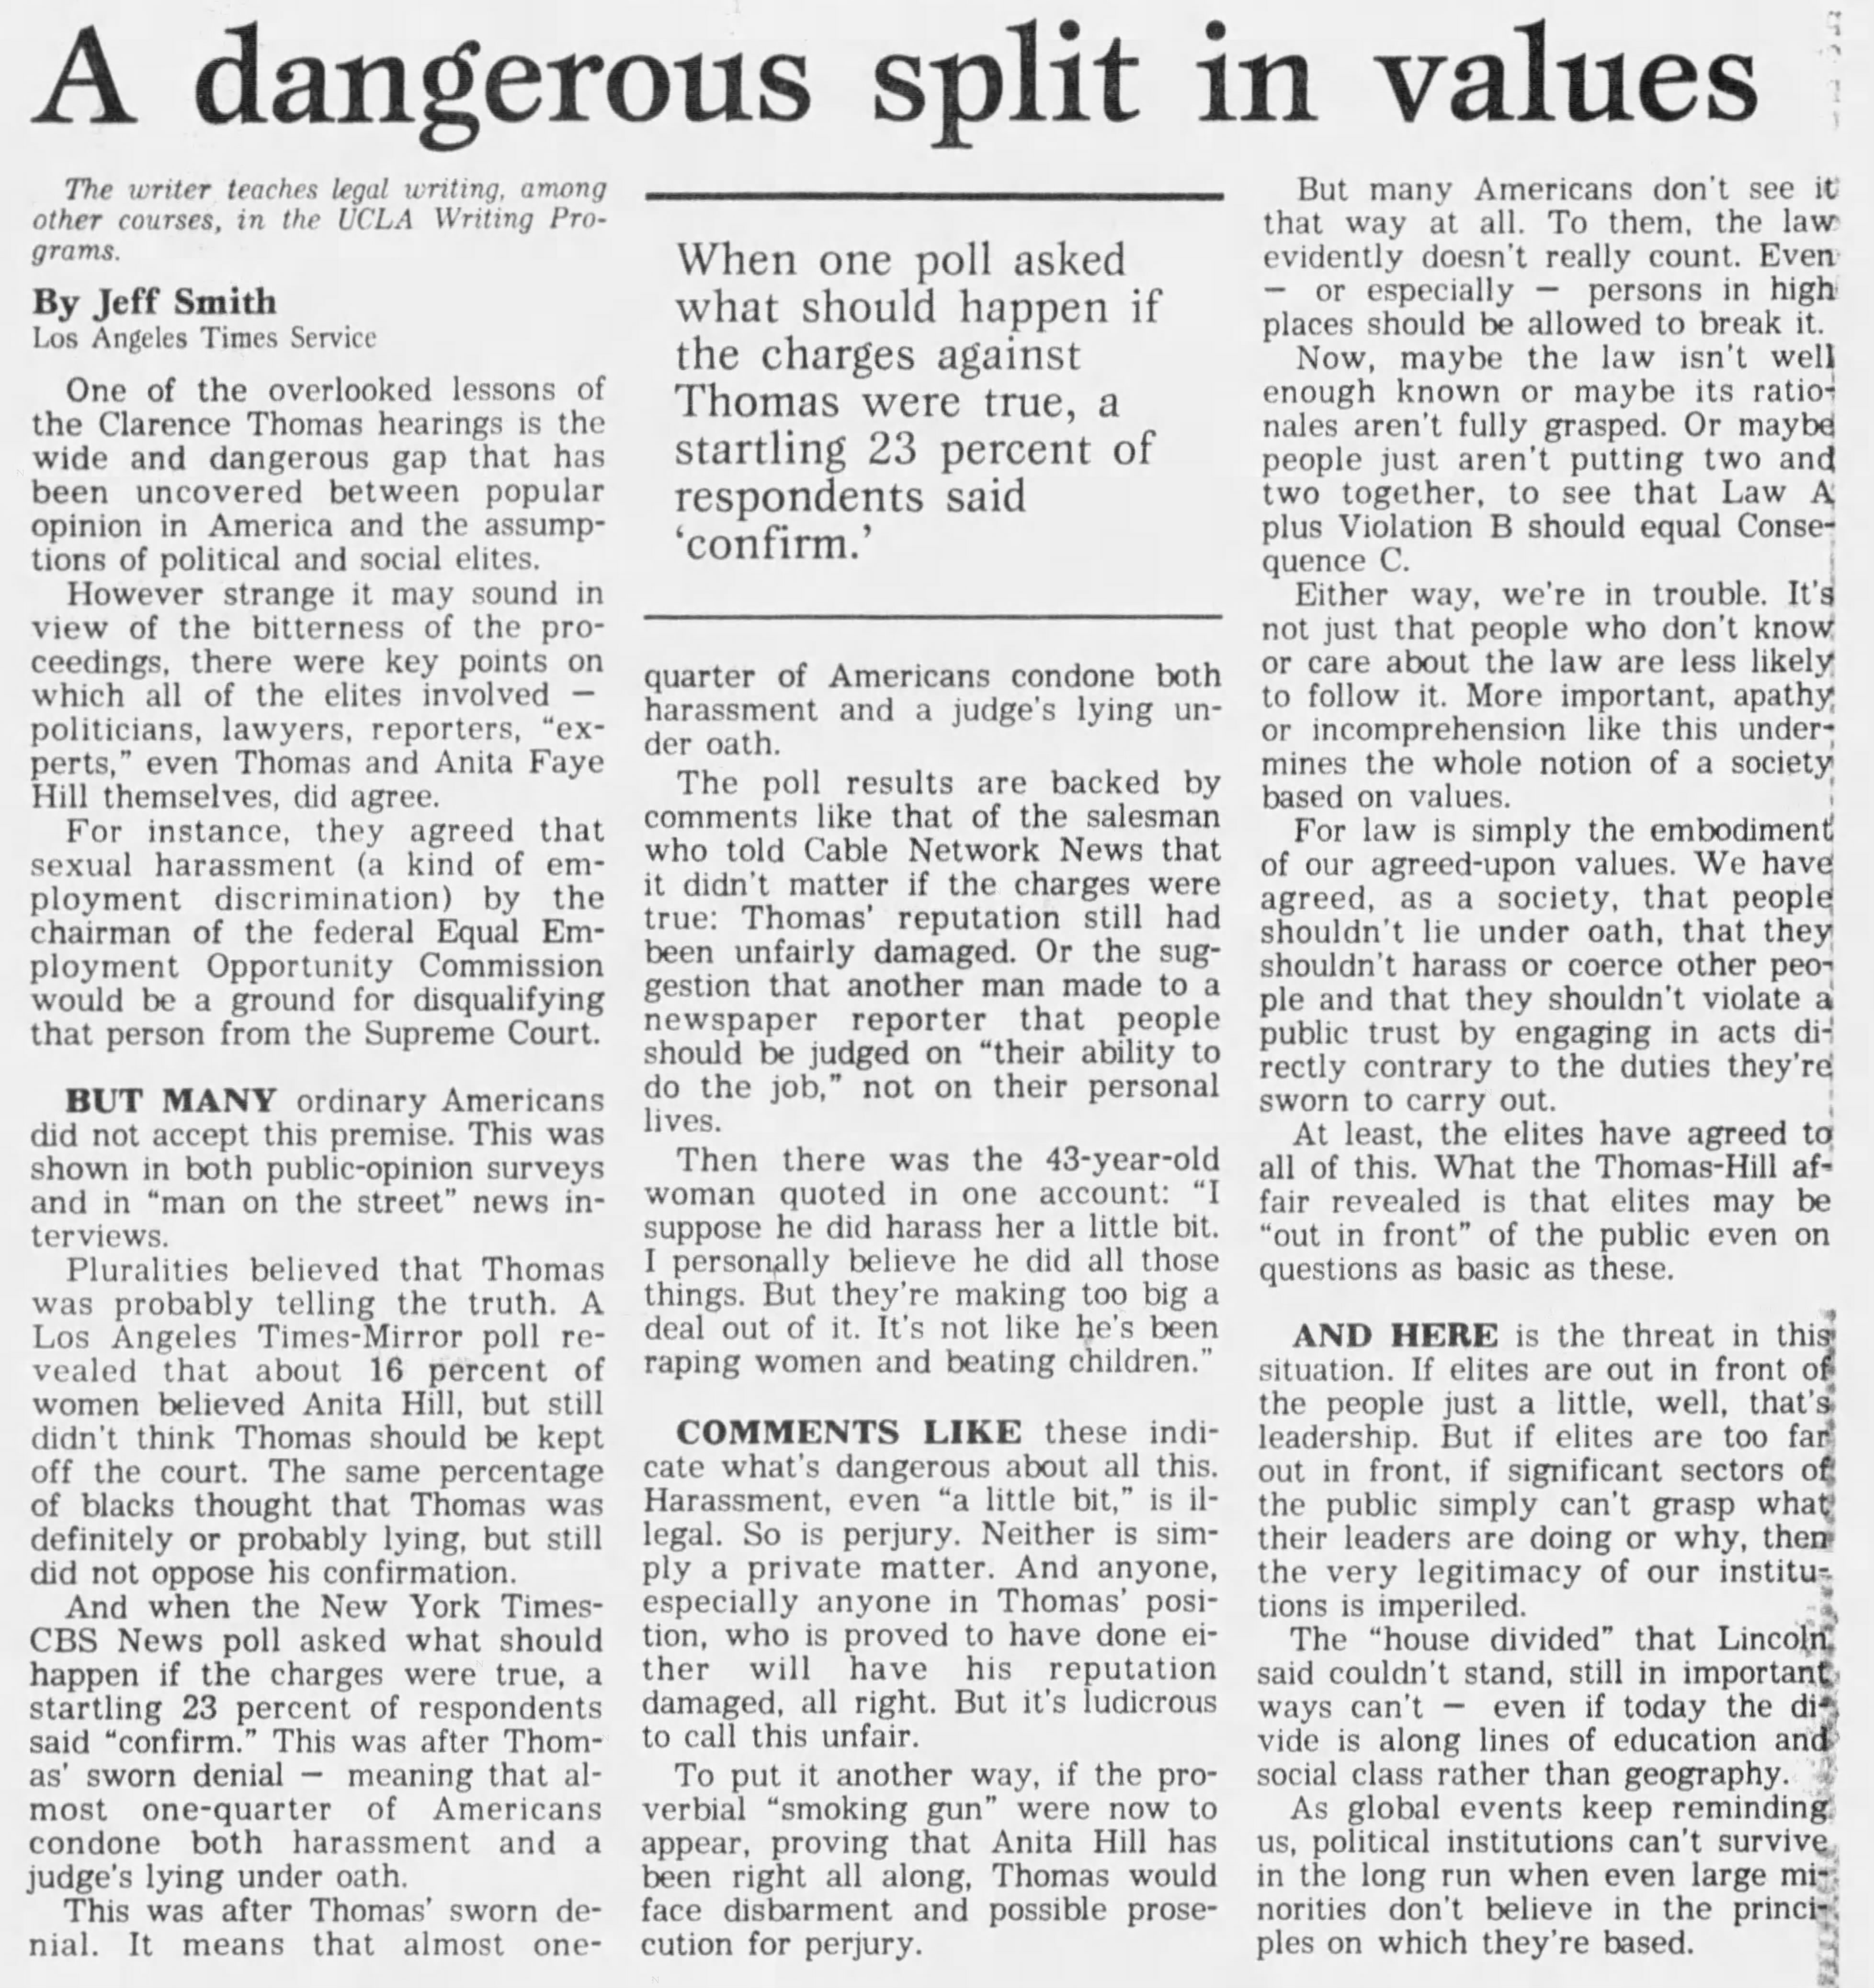 A dangerous split in values
The writer teaches legal writing, among
other courses, in the UCLA Writing Pro-
grams.
By Jeff Smith
Los Angeles Times Service
One of the overlooked lessons of
the Clarence Thomas hearings is the
wide and dangerous gap that has
been uncovered between popular
opinion in America and the assump-
tions of political and social elites.
However strange it may sound in
view of the bitterness of the pro-
ceedings, there were key points on
which all of the elites involved —
politicians, lawyers, reporters, “ex-
perts,” even Thomas and Anita Faye
Hill themselves, did agree.
For instance, they agreed that
sexual harassment (a kind of em-
ployment discrimination) by the
chairman of the federal Equal Em-
ployment Opportunity Commission
would be a ground for disqualifying
that person from the Supreme Court.
BUT MANY ordinary Americans
did not accept this premise. This was
shown in both public-opinion surveys
and in “man on the street” news in-
terviews.
Pluralities believed that Thomas
was probably telling the truth. A
Los Angeles Times-Mirror poll re-
vealed that about 16 percent of
women believed Anita Hill, but still
didn't think Thomas should be kept
off the court. The same percentage
of blacks thought that Thomas was
definitely or probably lying, but still
did not oppose his confirmation.
And when the New York Times-
CBS News poll asked what should
happen if the charges were true, a
startling 23 percent of respondents
said “confirm.” This was after Thom-
as' sworn denial — meaning that al-
most one-quarter of Americans
condone both harassment and a
judge's lying under oath.
This was after Thomas' sworn de-
nial. It means that almost one-
When one poll asked
what should happen if
the charges against
Thomas were true, a
startling 23 percent of
respondents said
‘confirm.’
quarter of Americans condone both
harassment and a judge's lying un-
der oath.
The poll results are backed by
comments like that of the salesman
who told Cable Network News that
it didn't matter if the charges were
true: Thomas' reputation still had
been unfairly damaged. Or the sug-
gestion that another man made to a
newspaper reporter that people
should be judged on “their ability to
do the job,” not on their personal
lives.
Then there was the 43-year-old
woman quoted in one account: “I
suppose he did harass her a little bit.
I personally believe he did all those
things. But they're making too big a
deal out of it. It's not like he's been
raping women and beating children.”
COMMENTS LIKE these indi-
cate what's dangerous about all this.
Harassment, even “a little bit,” is il-
legal. So is perjury. Neither is sim-
ply a private matter. And anyone,
especially anyone in Thomas' posi-
tion, who is proved to have done ei-
ther will have his reputation
damaged, all right. But it's ludicrous
to call this unfair.
To put it another way, if the pro-
verbial “smoking gun” were now to
appear, proving that Anita Hill has
been right all along, Thomas would
face disbarment and possible prose-
cution for perjury.
But many Americans don't see it
that way at all. To them, the law
evidently doesn't really count. Even
— or especially — persons in high
places should be allowed to break it.
Now, maybe the law isn't well
enough known or maybe its ratio-
nales aren't fully grasped. Or maybe
people just aren't putting two and
two together, to see that Law A
plus Violation B should equal Conse-
quence C.
Either way, we're in trouble. It's
not just that people who don't know
or care about the law are less likely
to follow it. More important, apathy
or incomprehension like this under-
mines the whole notion of a society
based on values.
For law is simply the embodiment
of our agreed-upon values. We have
agreed, as a society, that people
shouldn't lie under oath, that they
shouldn't harass or coerce other peo-
ple and that they shouldn't violate a
public trust by engaging in acts di-
rectly contrary to the duties they're
sworn to carry out.
At least, the elites have agreed to
all of this. What the Thomas-Hill af-
fair revealed is that elites may be
“out in front” of the public even on
questions as basic as these.
AND HERE is the threat in this
situation. If elites are out in front of
the people just a little, well, that's
leadership. But if elites are too far
out in front, if significant sectors of
the public simply can't grasp what
their leaders are doing or why, then
the very legitimacy of our institu-
tions is imperiled.
The “house divided” that Lincoln
said couldn't stand, still in important
ways can't — even if today the di-
vide is along lines of education and
social class rather than geography.
As global events keep reminding
us, political institutions can't survive
in the long run when even large mi-
norities don't believe in the princi-
ples on which they're based.